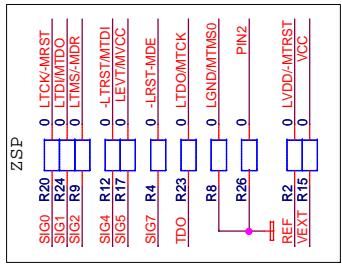 ZSP
SIG0 R20 0 LTCK/-MRST
SIG1 R24 0 LTDI/MTDO
SIG2 R9 0 LTMS/-MDR
SIG4 R12 0 -LTRST/MTDI
SIG5 R17 0 LEVT/MVCC
SIG7 R4 0 -LRST-MDE
TDO R23 0 LTDO/MTCK
R8 0 LGND/MTMS0
R26 0 PIN2
REF R2 0 LVDD/-MTRST
VEXT R15 0 VCC